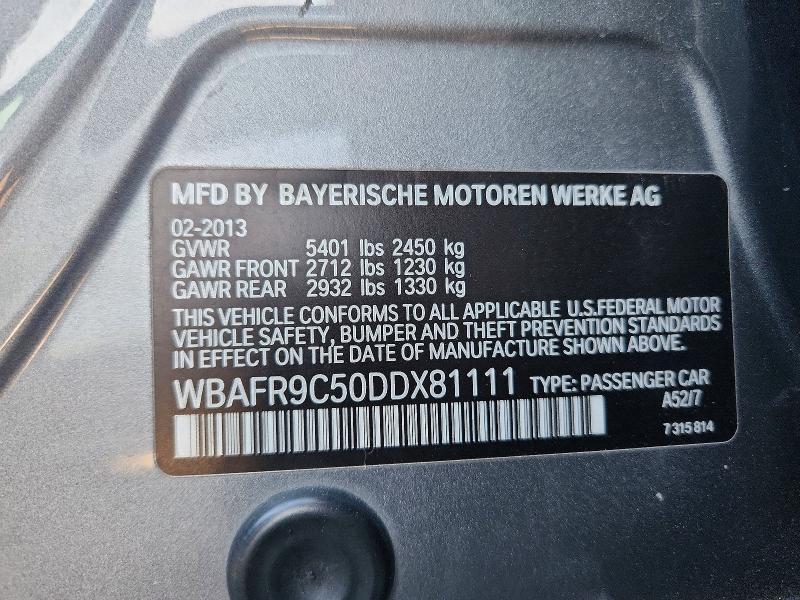 MFD BY BAYERISCHE MOTOREN WERKE AG
02-2013
GVWR 5401 lbs 2450 kg
GAWR FRONT 2712 lbs 1230 kg
GAWR REAR 2932 lbs 1330 kg
THIS VEHICLE CONFORMS TO ALL APPLICABLE U.S.FEDERAL MOTOR
VEHICLE SAFETY, BUMPER AND THEFT PREVENTION STANDARDS
IN EFFECT ON THE DATE OF MANUFACTURE SHOWN ABOVE.
WBAFR9C50DDX81111 TYPE: PASSENGER CAR
A52/7
7 315 814